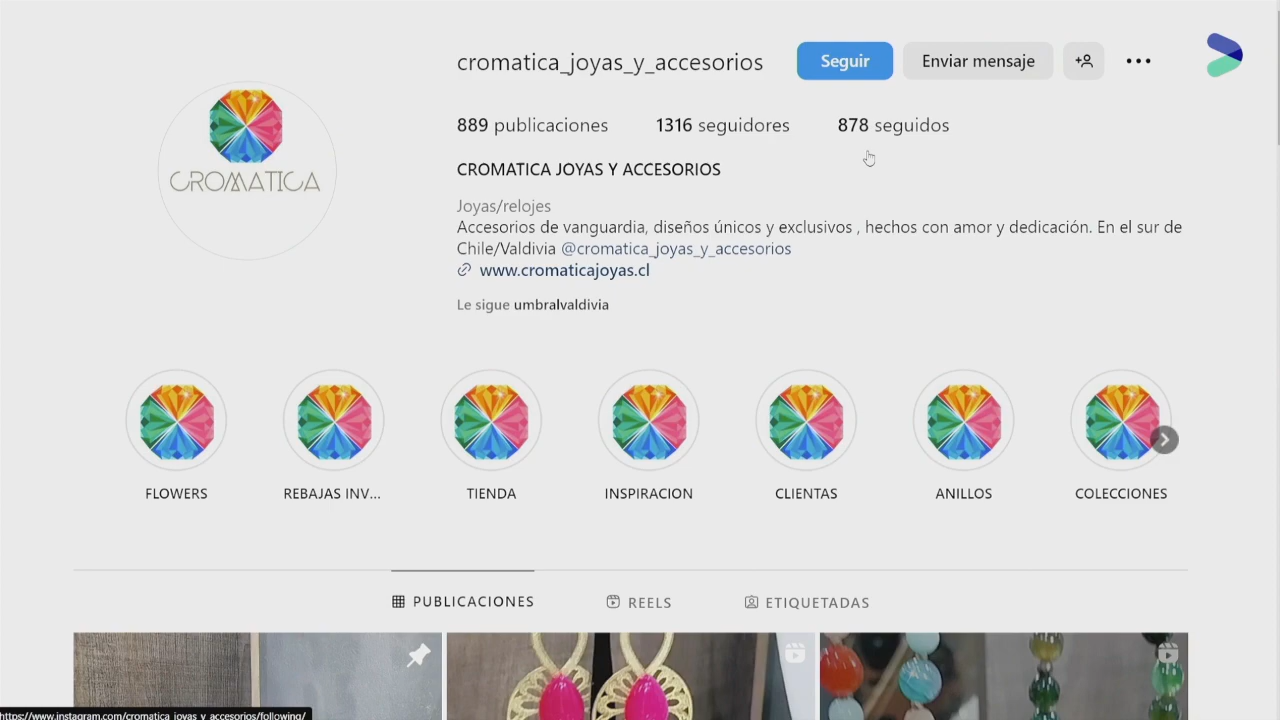 cromatica_joyas_y_accesorios
Seguir
Enviar mensaje
889 publicaciones
1316 seguidores
878 seguidos
CROMATICA
CROMATICA JOYAS Y ACCESORIOS
Joyas/relojes
Accesorios de vanguardia, diseños únicos y exclusivos , hechos con amor y dedicación. En el sur de
Chile/Valdivia @cromatica_joyas_y_accesorios
www.cromaticajoyas.cl
Le sigue umbralvaldivia
FLOWERS
REBAJAS INV...
TIENDA
INSPIRACION
CLIENTAS
ANILLOS
COLECCIONES
PUBLICACIONES
REELS
ETIQUETADAS
https://www.instagram.com/cromatica_joyas_y_accesorios/following/